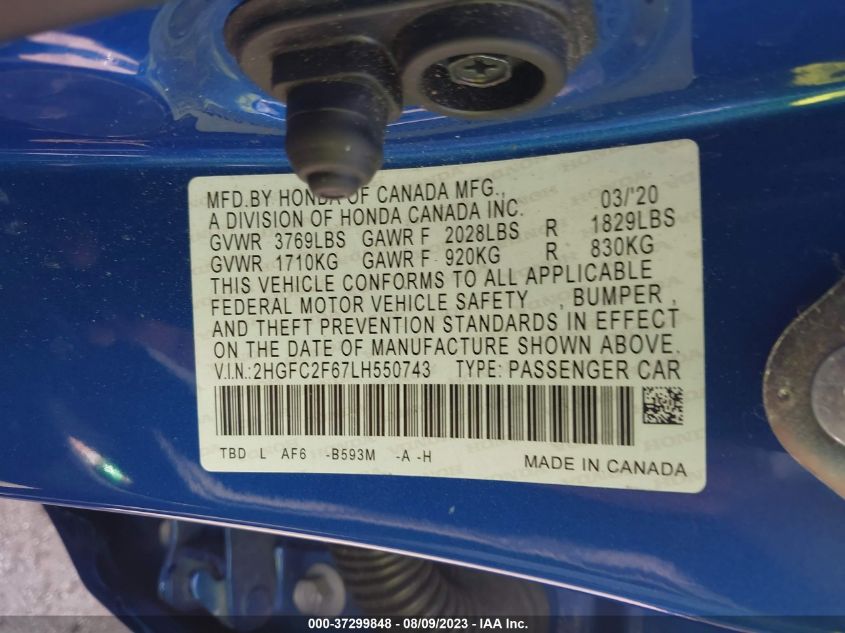 MFD.BY HONDA OF CANADA MFG.,
A DIVISION OF HONDA CANADA INC. 03/'20
GVWR 3769LBS GAWR F 2028LBS R 1829LBS
GVWR 1710KG GAWR F 920KG R 830KG
THIS VEHICLE CONFORMS TO ALL APPLICABLE
FEDERAL MOTOR VEHICLE SAFETY , BUMPER ,
AND THEFT PREVENTION STANDARDS IN EFFECT
ON THE DATE OF MANUFACTURE SHOWN ABOVE.
V.I.N.:2HGFC2F67LH550743 TYPE: PASSENGER CAR
TBD L AF6 -B593M -A -H
MADE IN CANADA
000-37299848 - 08/09/2023 - IAA Inc.